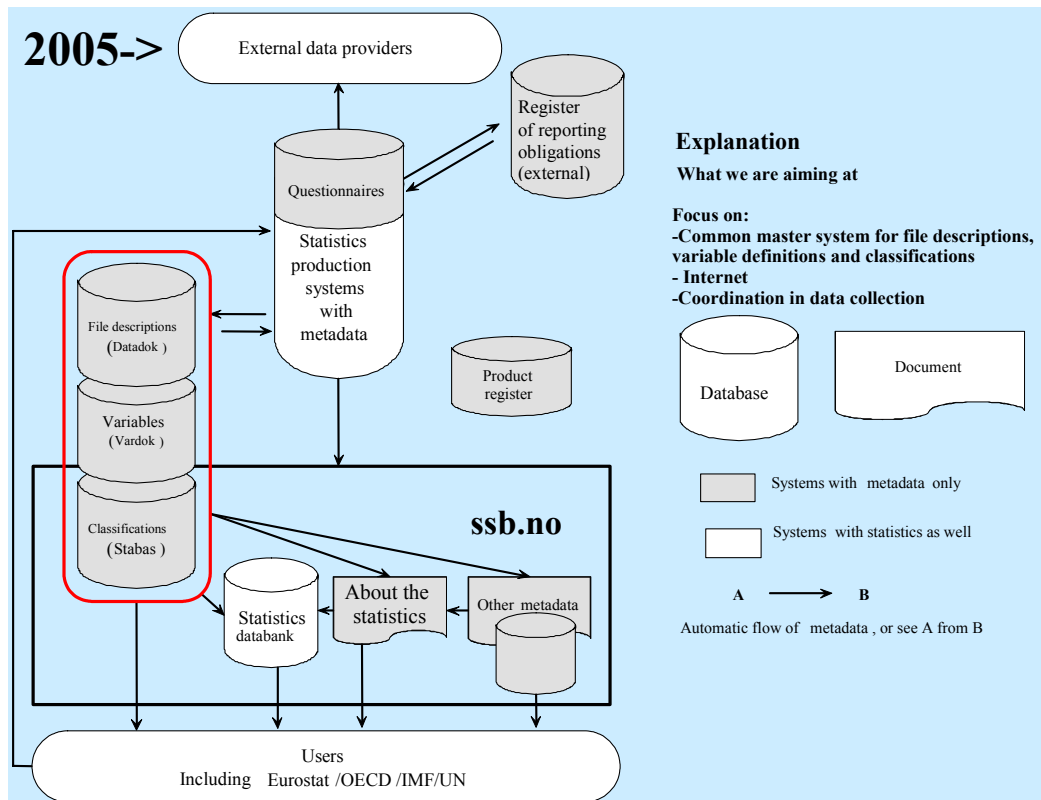 2005->
External data providers
Register
of reporting
obligations
(external)
Questionnaires
Statistics
production
systems
with
metadata
File descriptions
(Datadok )
Variables
(Vardok )
Classifications
(Stabas )
Product
register
ssb.no
Statistics
databank
About the
statistics
Other metadata
Users
Including Eurostat /OECD /IMF/UN
Explanation
What we are aiming at
Focus on:
-Common master system for file descriptions,
variable definitions and classifications
- Internet
-Coordination in data collection
Database
Document
Systems with metadata only
Systems with statistics as well
A B
Automatic flow of metadata , or see A from B